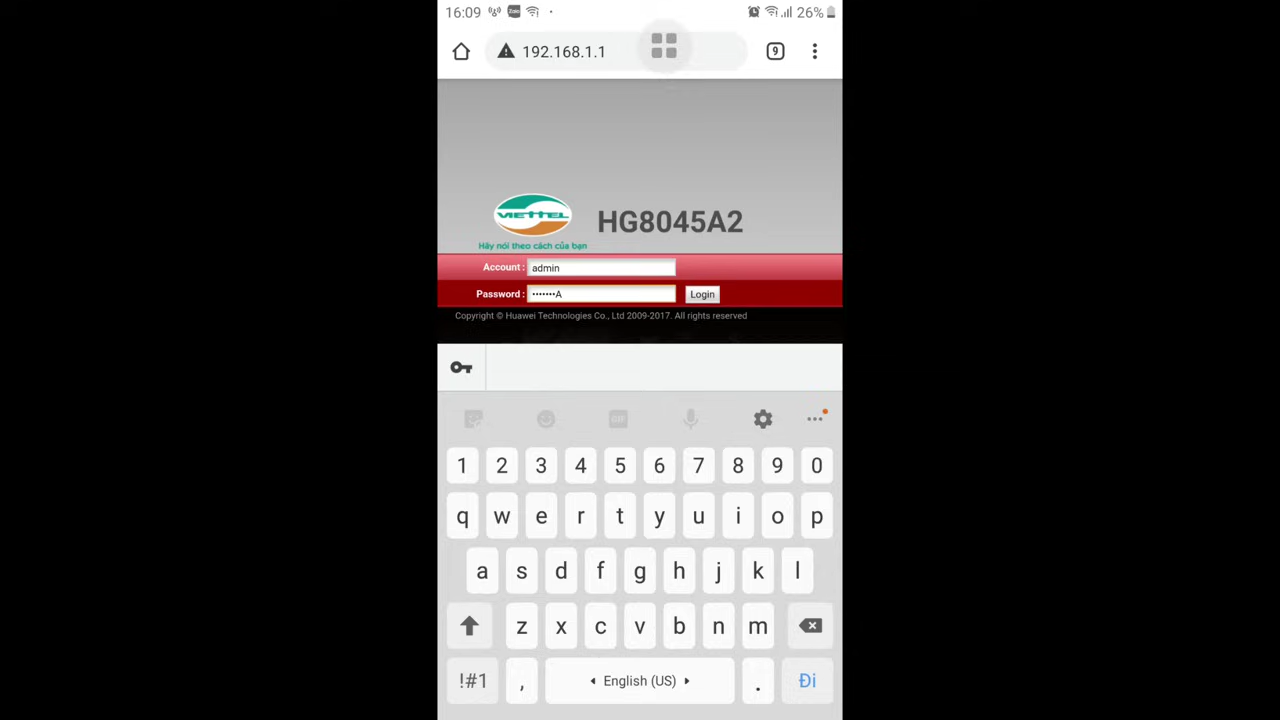 16:09 Zalo 26%
192.168.1.1 9
VIETTEL
Hãy nói theo cách của bạn
HG8045A2
Account : admin
Password : •••••••A Login
Copyright © Huawei Technologies Co., Ltd 2009-2017. All rights reserved
GIF
1 2 3 4 5 6 7 8 9 0
q w e r t y u i o p
a s d f g h j k l
z x c v b n m
!#1 , English (US) . Đi